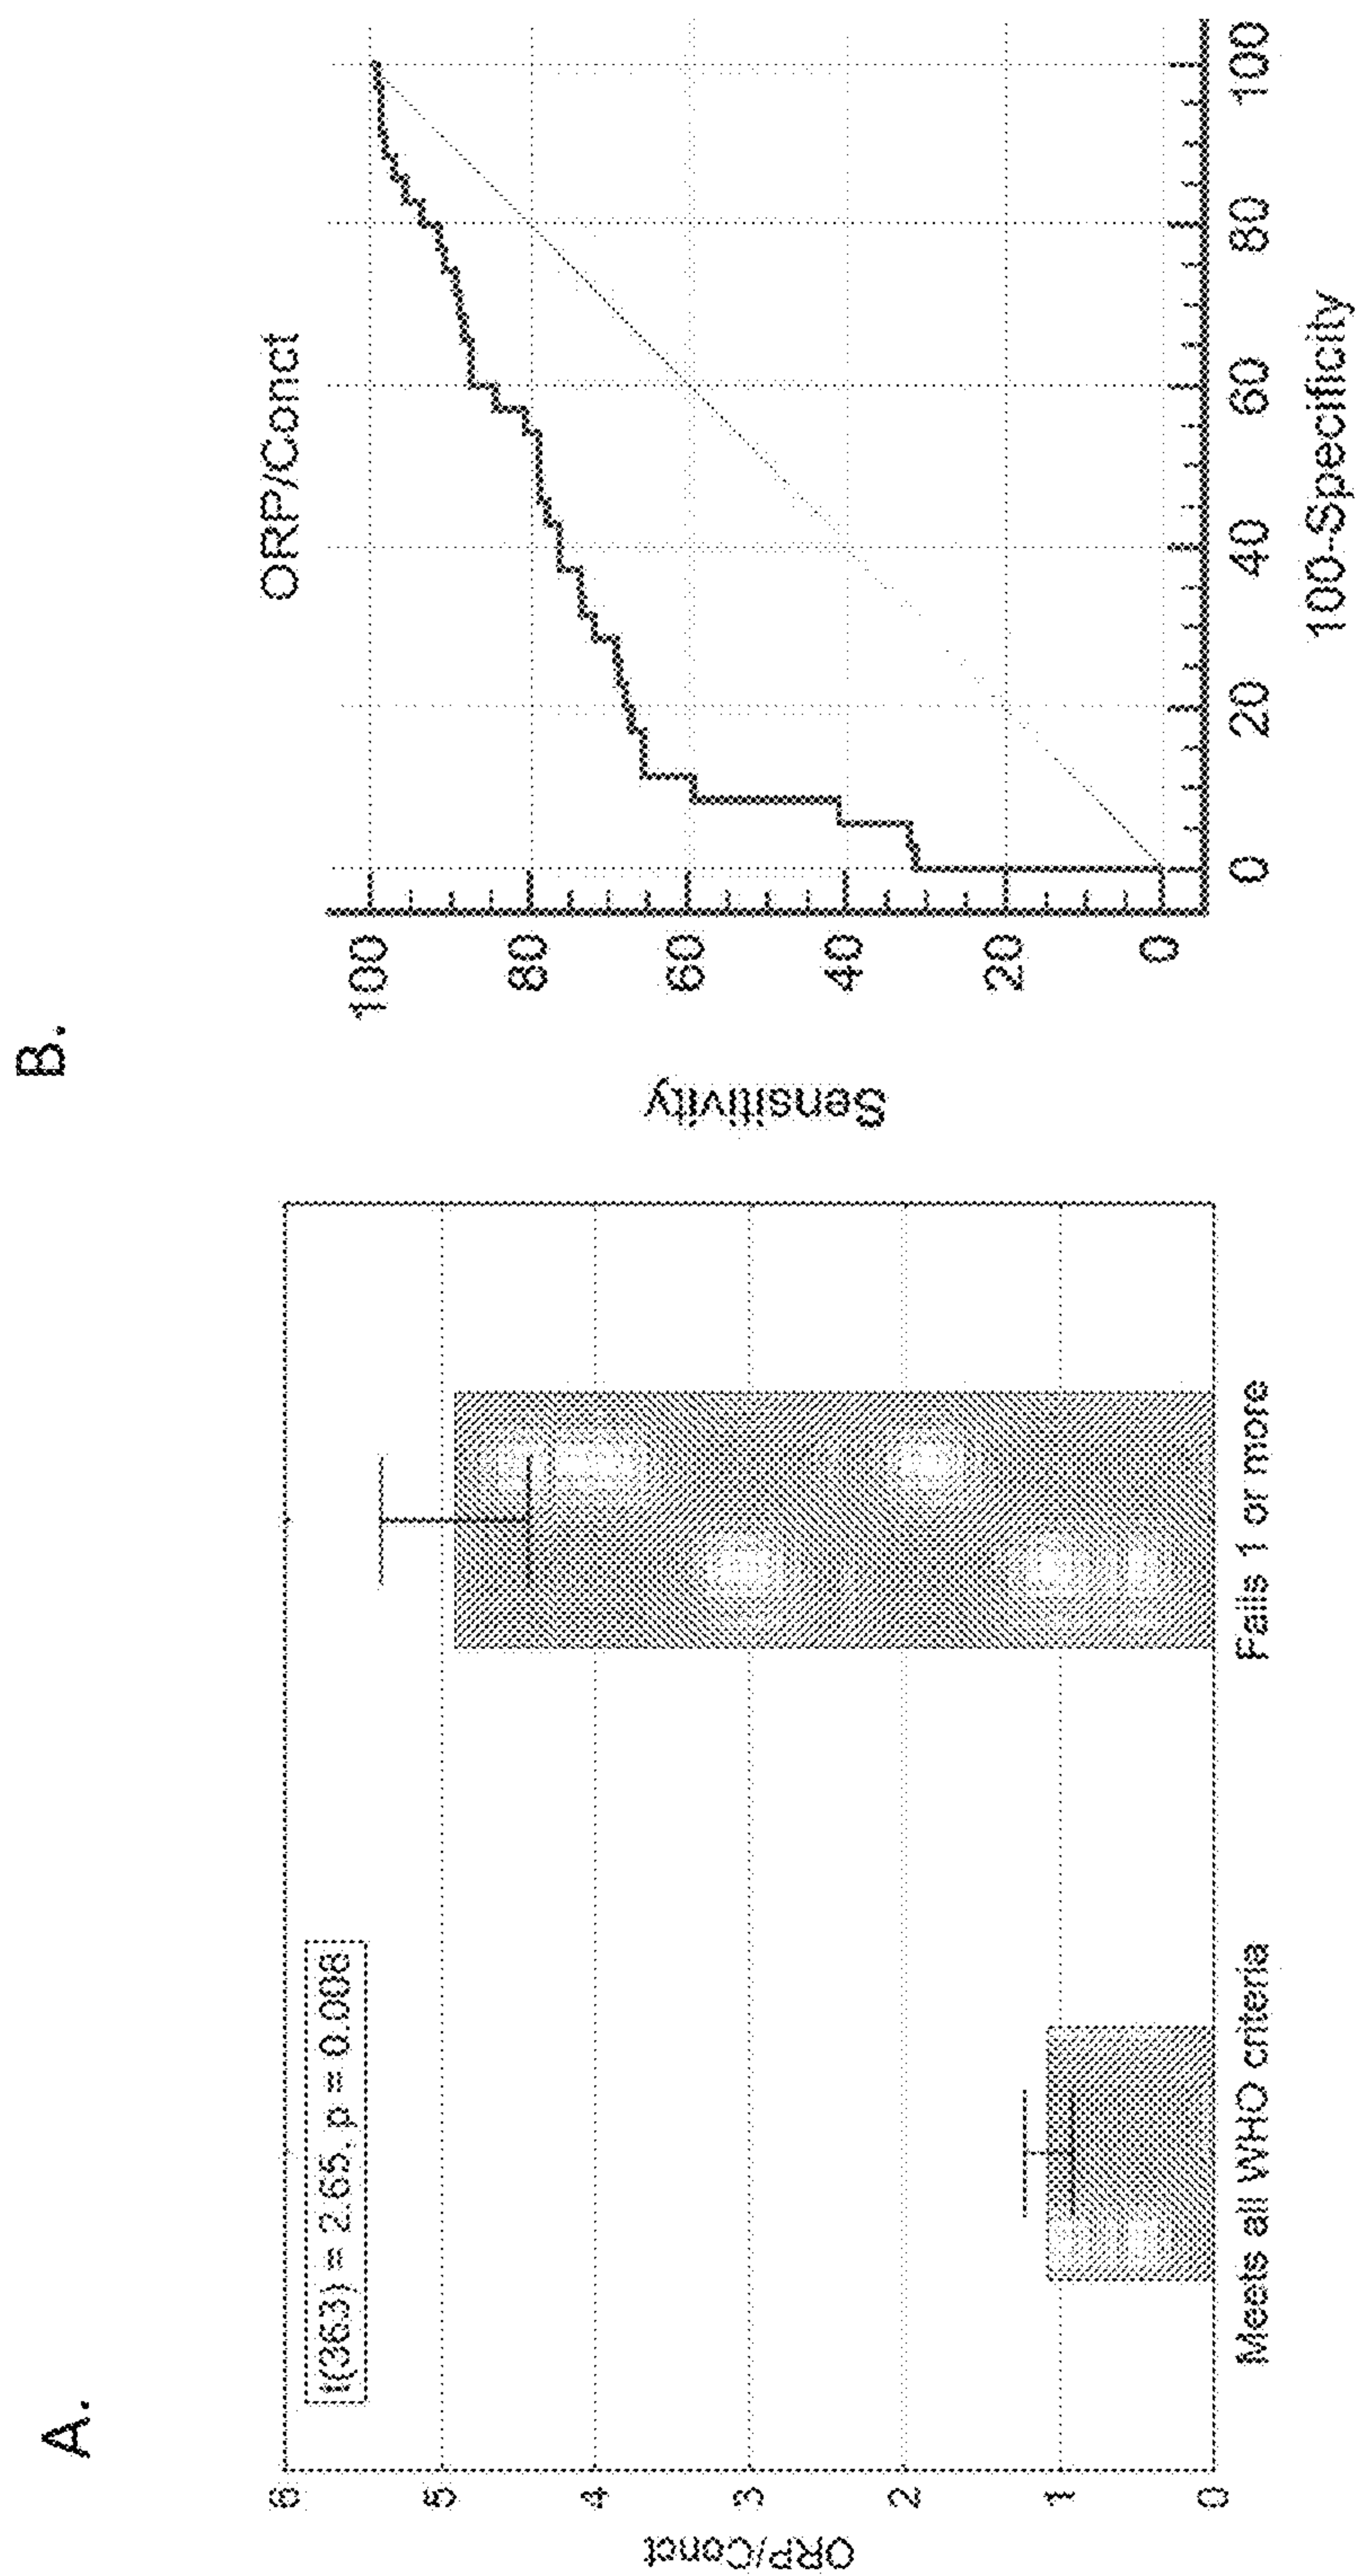 A.
t(363) = 2.65, p = 0.008
ORP/Conct
6
5
4
3
2
1
0
Meets all WHO criteria
Fails 1 or more
B.
ORP/Conct
Sensitivity
100
80
60
40
20
0
0
20
40
60
80
100
100-Specificity